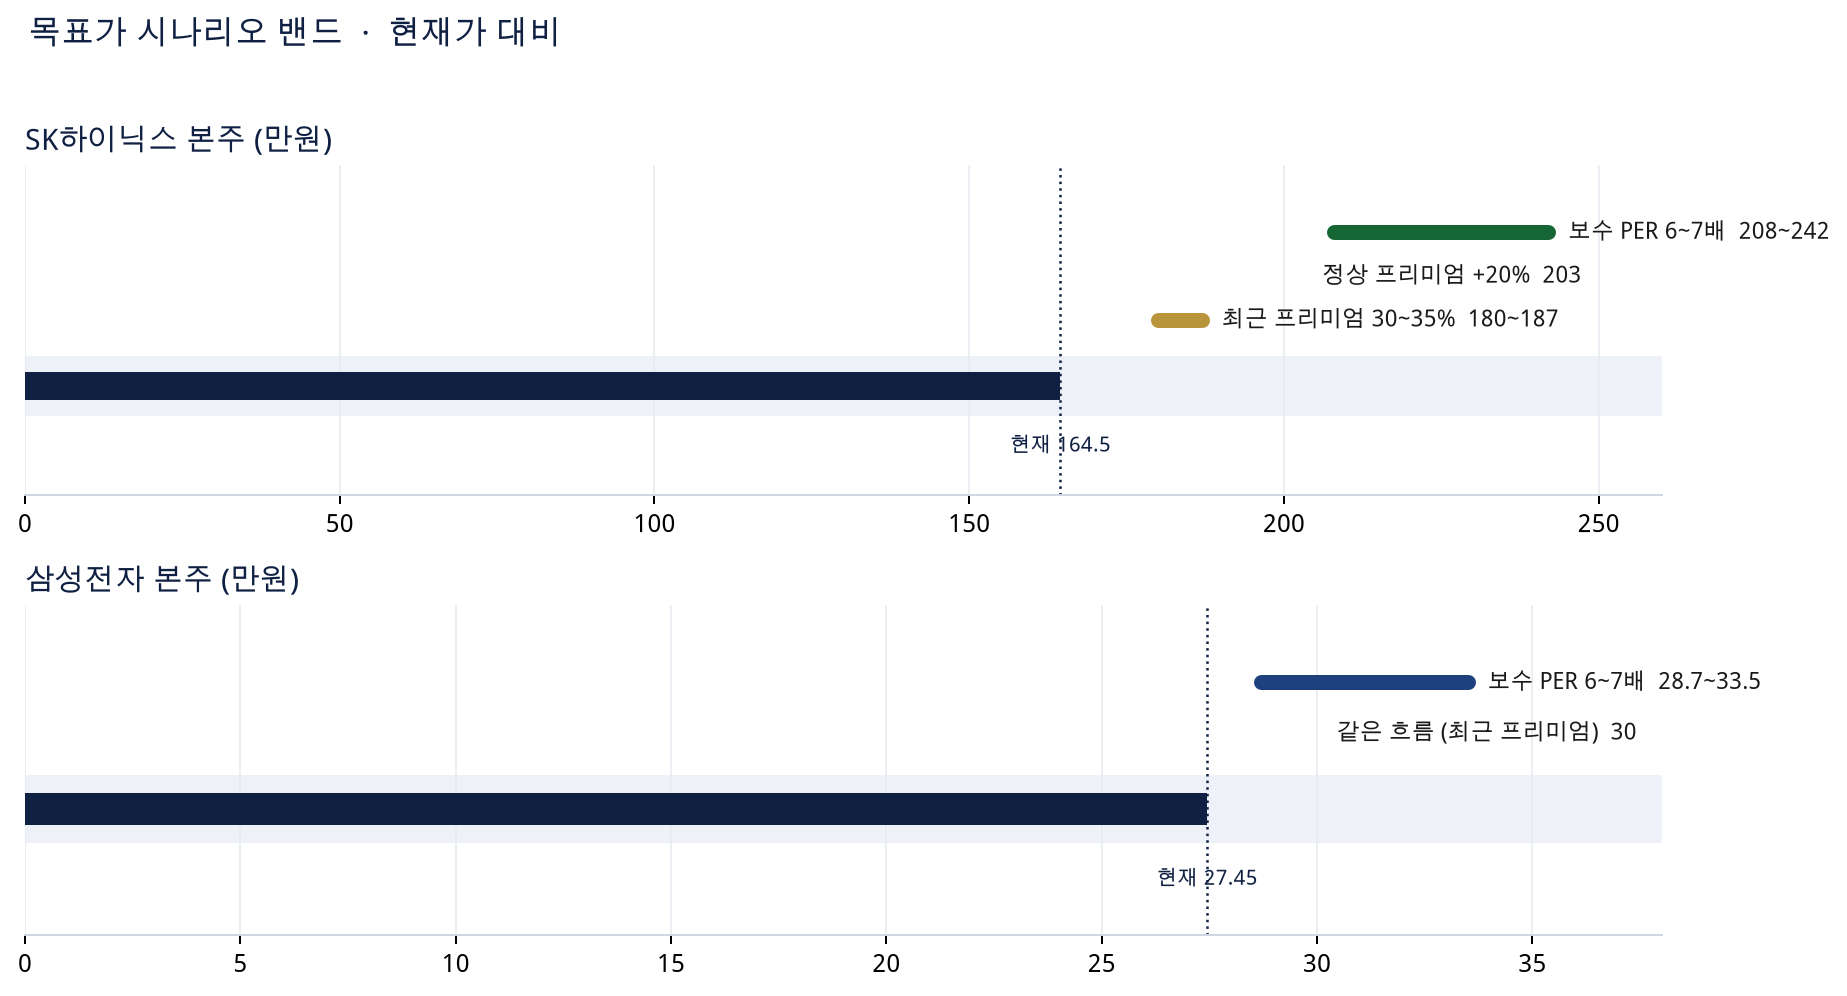 목표가 시나리오 밴드 · 현재가 대비
SK하이닉스 본주 (만원)
보수 PER 6~7배 208~242
정상 프리미엄 +20% 203
최근 프리미엄 30~35% 180~187
현재 164.5
0 50 100 150 200 250
삼성전자 본주 (만원)
보수 PER 6~7배 28.7~33.5
같은 흐름 (최근 프리미엄) 30
현재 27.45
0 5 10 15 20 25 30 35